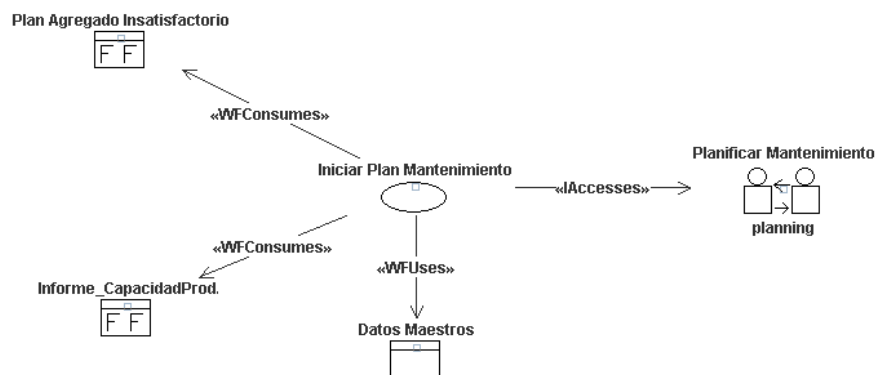 Plan Agregado Insatisfactorio
F F
«WFConsumes»
Iniciar Plan Mantenimiento
Planificar Mantenimiento
«IAccesses»
planning
«WFConsumes»
«WFUses»
Informe_CapacidadProd.
F F
Datos Maestros